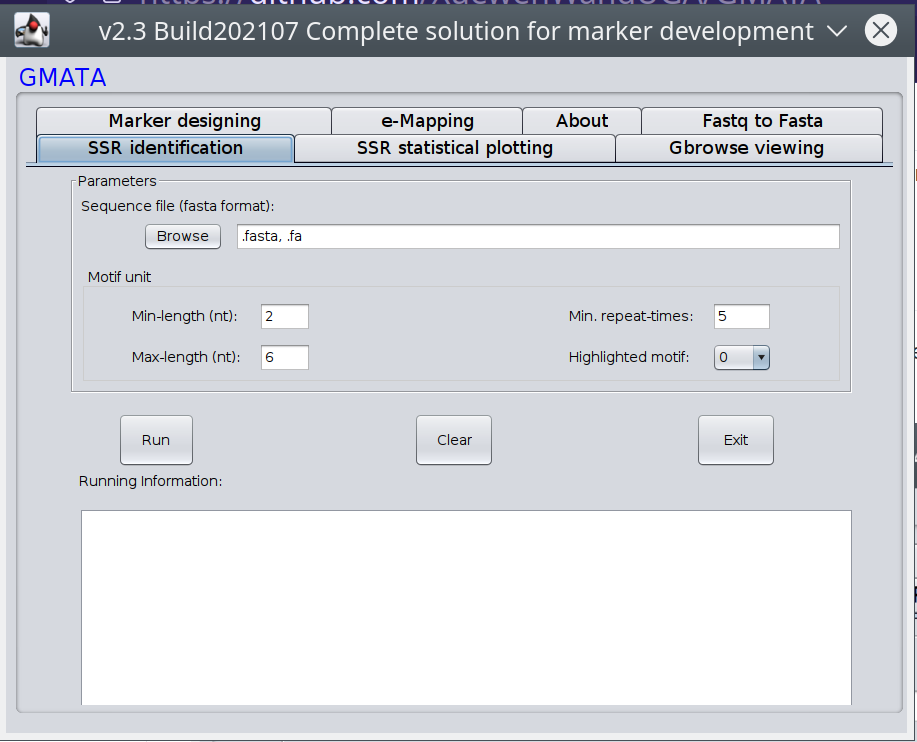 v2.3 Build202107 Complete solution for marker development
GMATA
Marker designing e-Mapping About Fastq to Fasta
SSR identification SSR statistical plotting Gbrowse viewing
Parameters
Sequence file (fasta format):
Browse .fasta, .fa
Motif unit
Min-length (nt): 2 Min. repeat-times: 5
Max-length (nt): 6 Highlighted motif: 0
Run Clear Exit
Running Information: